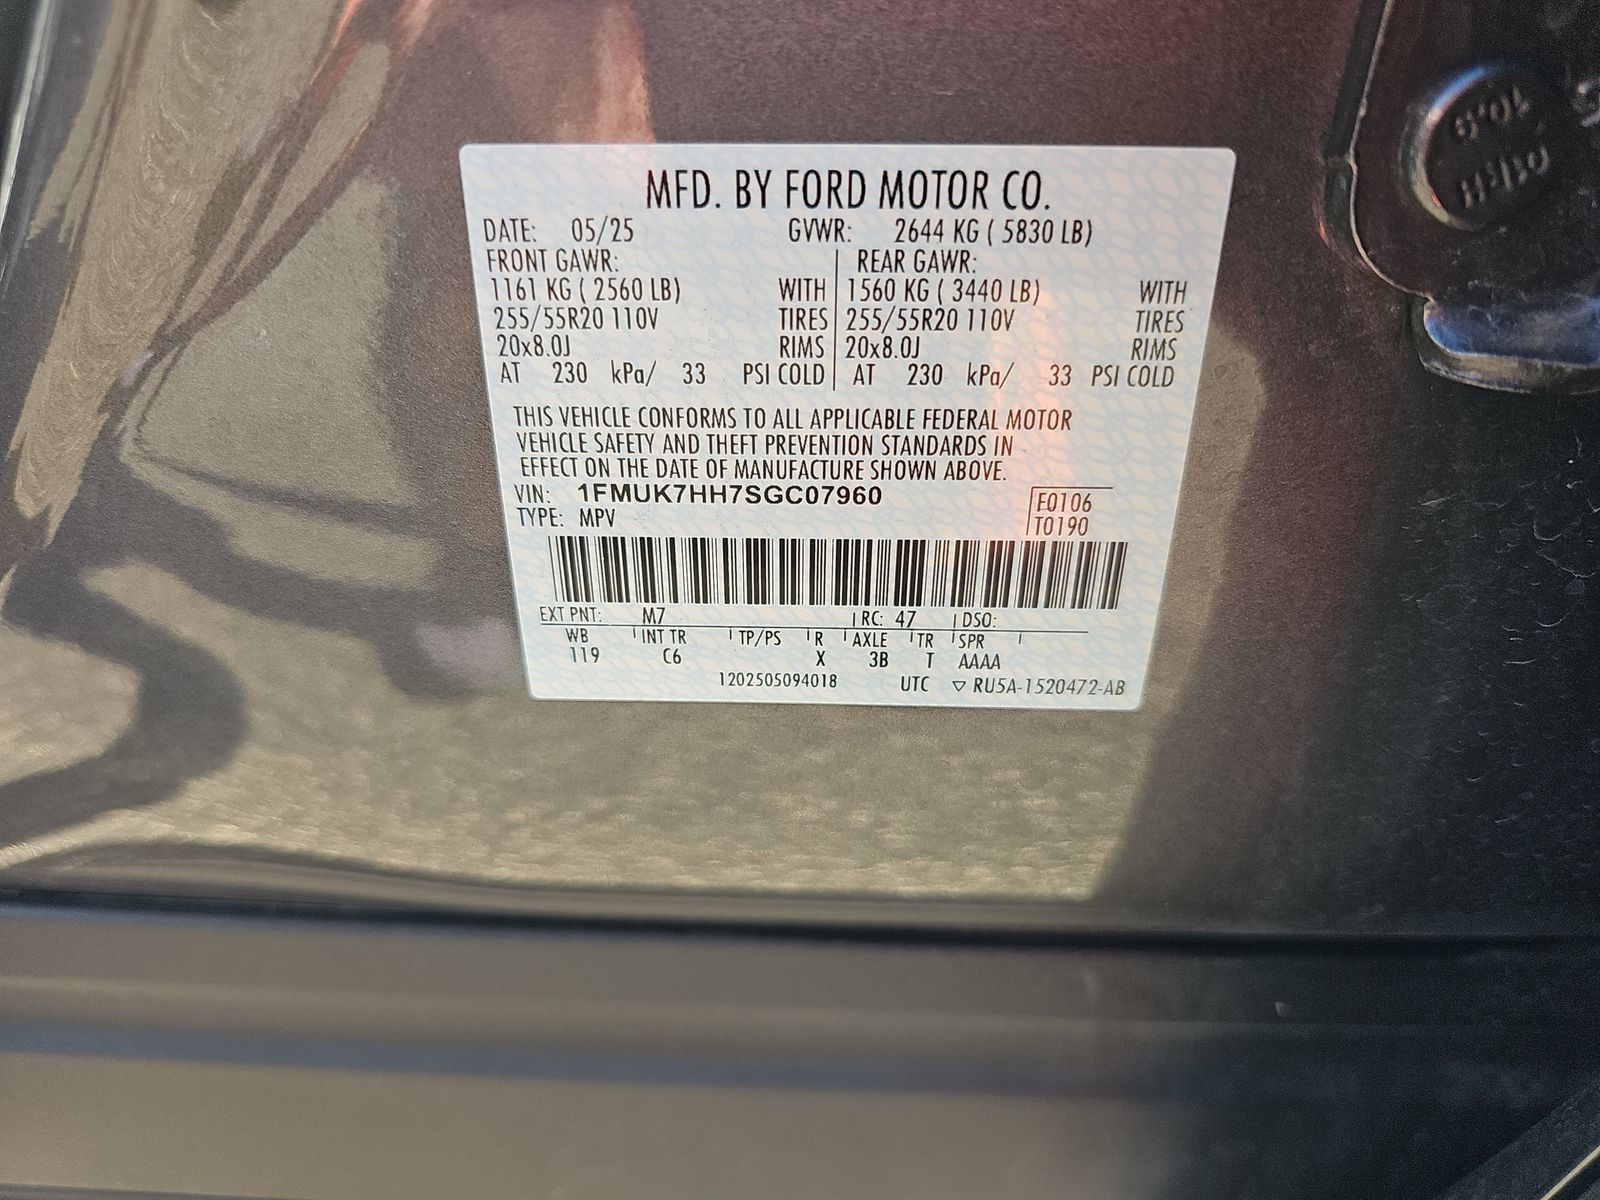 MFD. BY FORD MOTOR CO.
DATE: 05/25 GVWR: 2644 KG ( 5830 LB)
FRONT GAWR: REAR GAWR:
1161 KG ( 2560 LB) WITH 1560 KG ( 3440 LB) WITH
255/55R20 110V TIRES 255/55R20 110V TIRES
20x8.0J RIMS 20x8.0J RIMS
AT 230 kPa/ 33 PSI COLD AT 230 kPa/ 33 PSI COLD
THIS VEHICLE CONFORMS TO ALL APPLICABLE FEDERAL MOTOR
VEHICLE SAFETY AND THEFT PREVENTION STANDARDS IN
EFFECT ON THE DATE OF MANUFACTURE SHOWN ABOVE.
VIN: 1FMUK7HH7SGC07960
TYPE: MPV
F0106
T0190
EXT PNT: M7 RC: 47 DSO:
WB INT TR TP/PS R AXLE TR SPR
119 C6 X 3B T AAAA
1202505094018 UTC ▽ RU5A-1520472-AB